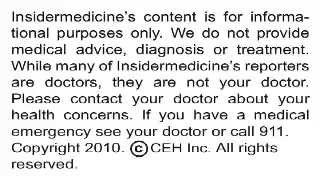 Insidermedicine's content is for informa-
tional purposes only. We do not provide
medical advice, diagnosis or treatment.
While many of Insidermedicine's reporters
are doctors, they are not your doctor.
Please contact your doctor about your
health concerns. If you have a medical
emergency see your doctor or call 911.
Copyright 2010. ©CEH Inc. All rights
reserved.